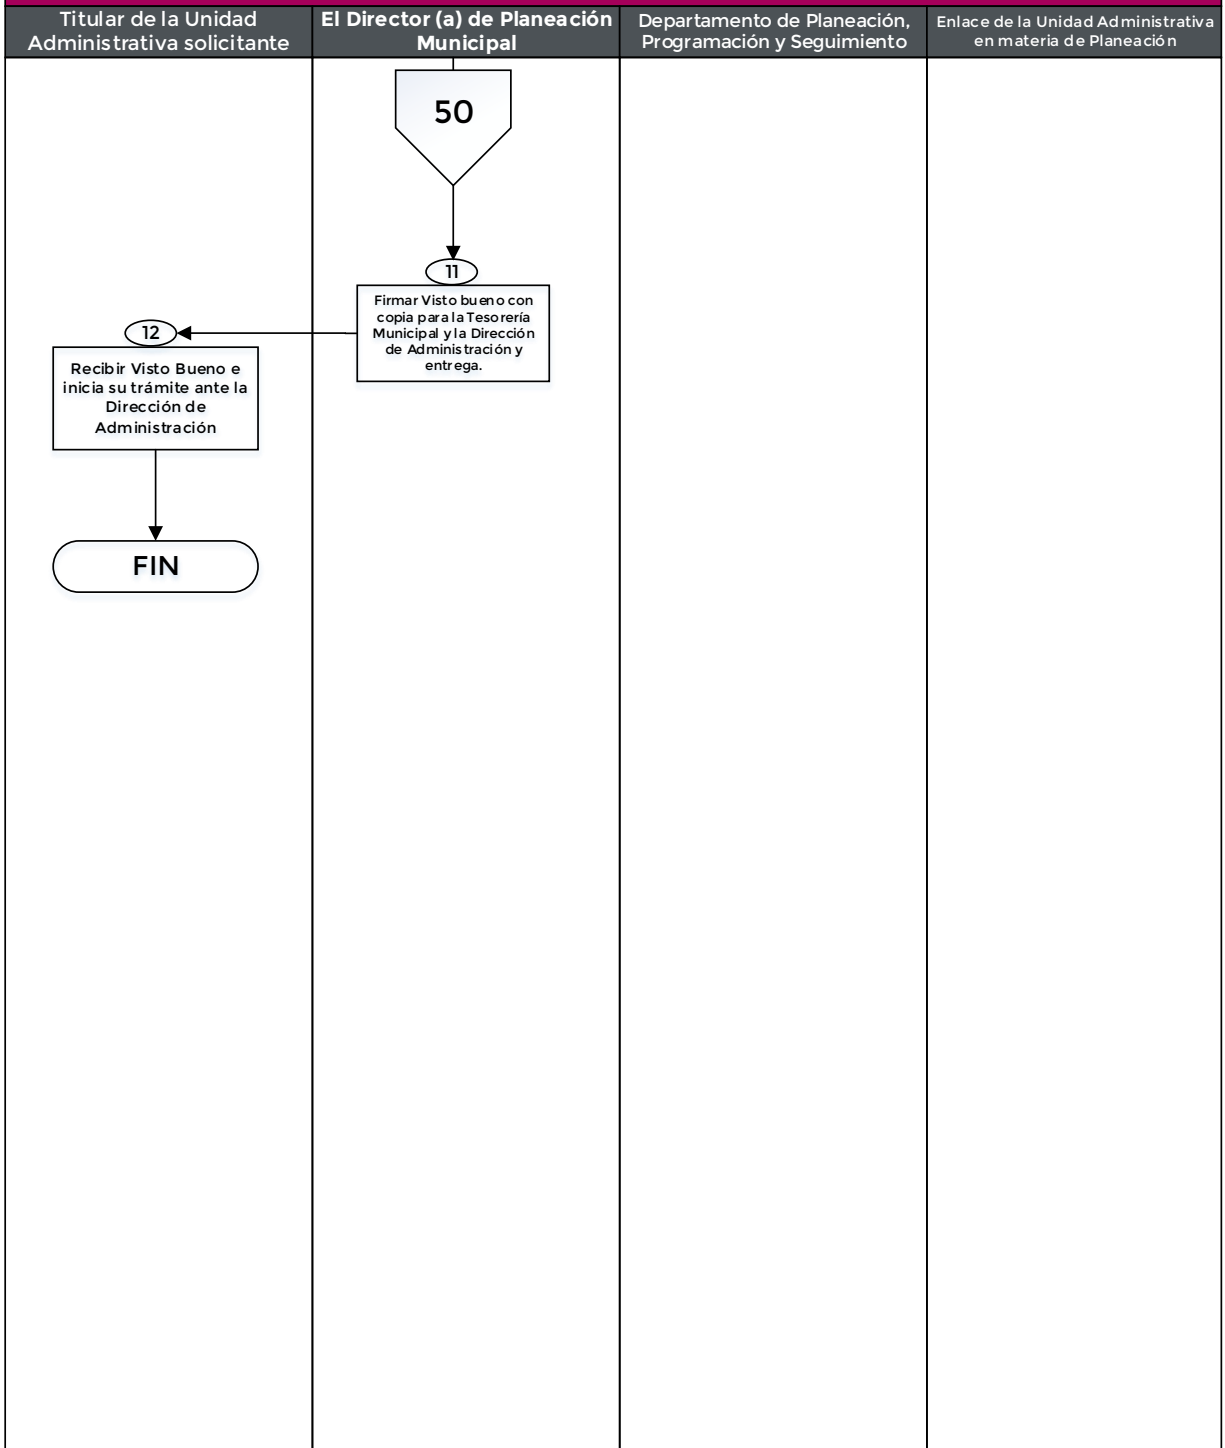 Titular de la Unidad
Administrativa solicitante
El Director (a) de Planeación
Municipal
Departamento de Planeación,
Programación y Seguimiento
Enlace de la Unidad Administrativa
en materia de Planeación
50
11
Firmar Visto bueno con
copia para la Tesorería
Municipal y la Dirección
de Administración y
entrega.
12
Recibir Visto Bueno e
inicia su trámite ante la
Dirección de
Administración
FIN